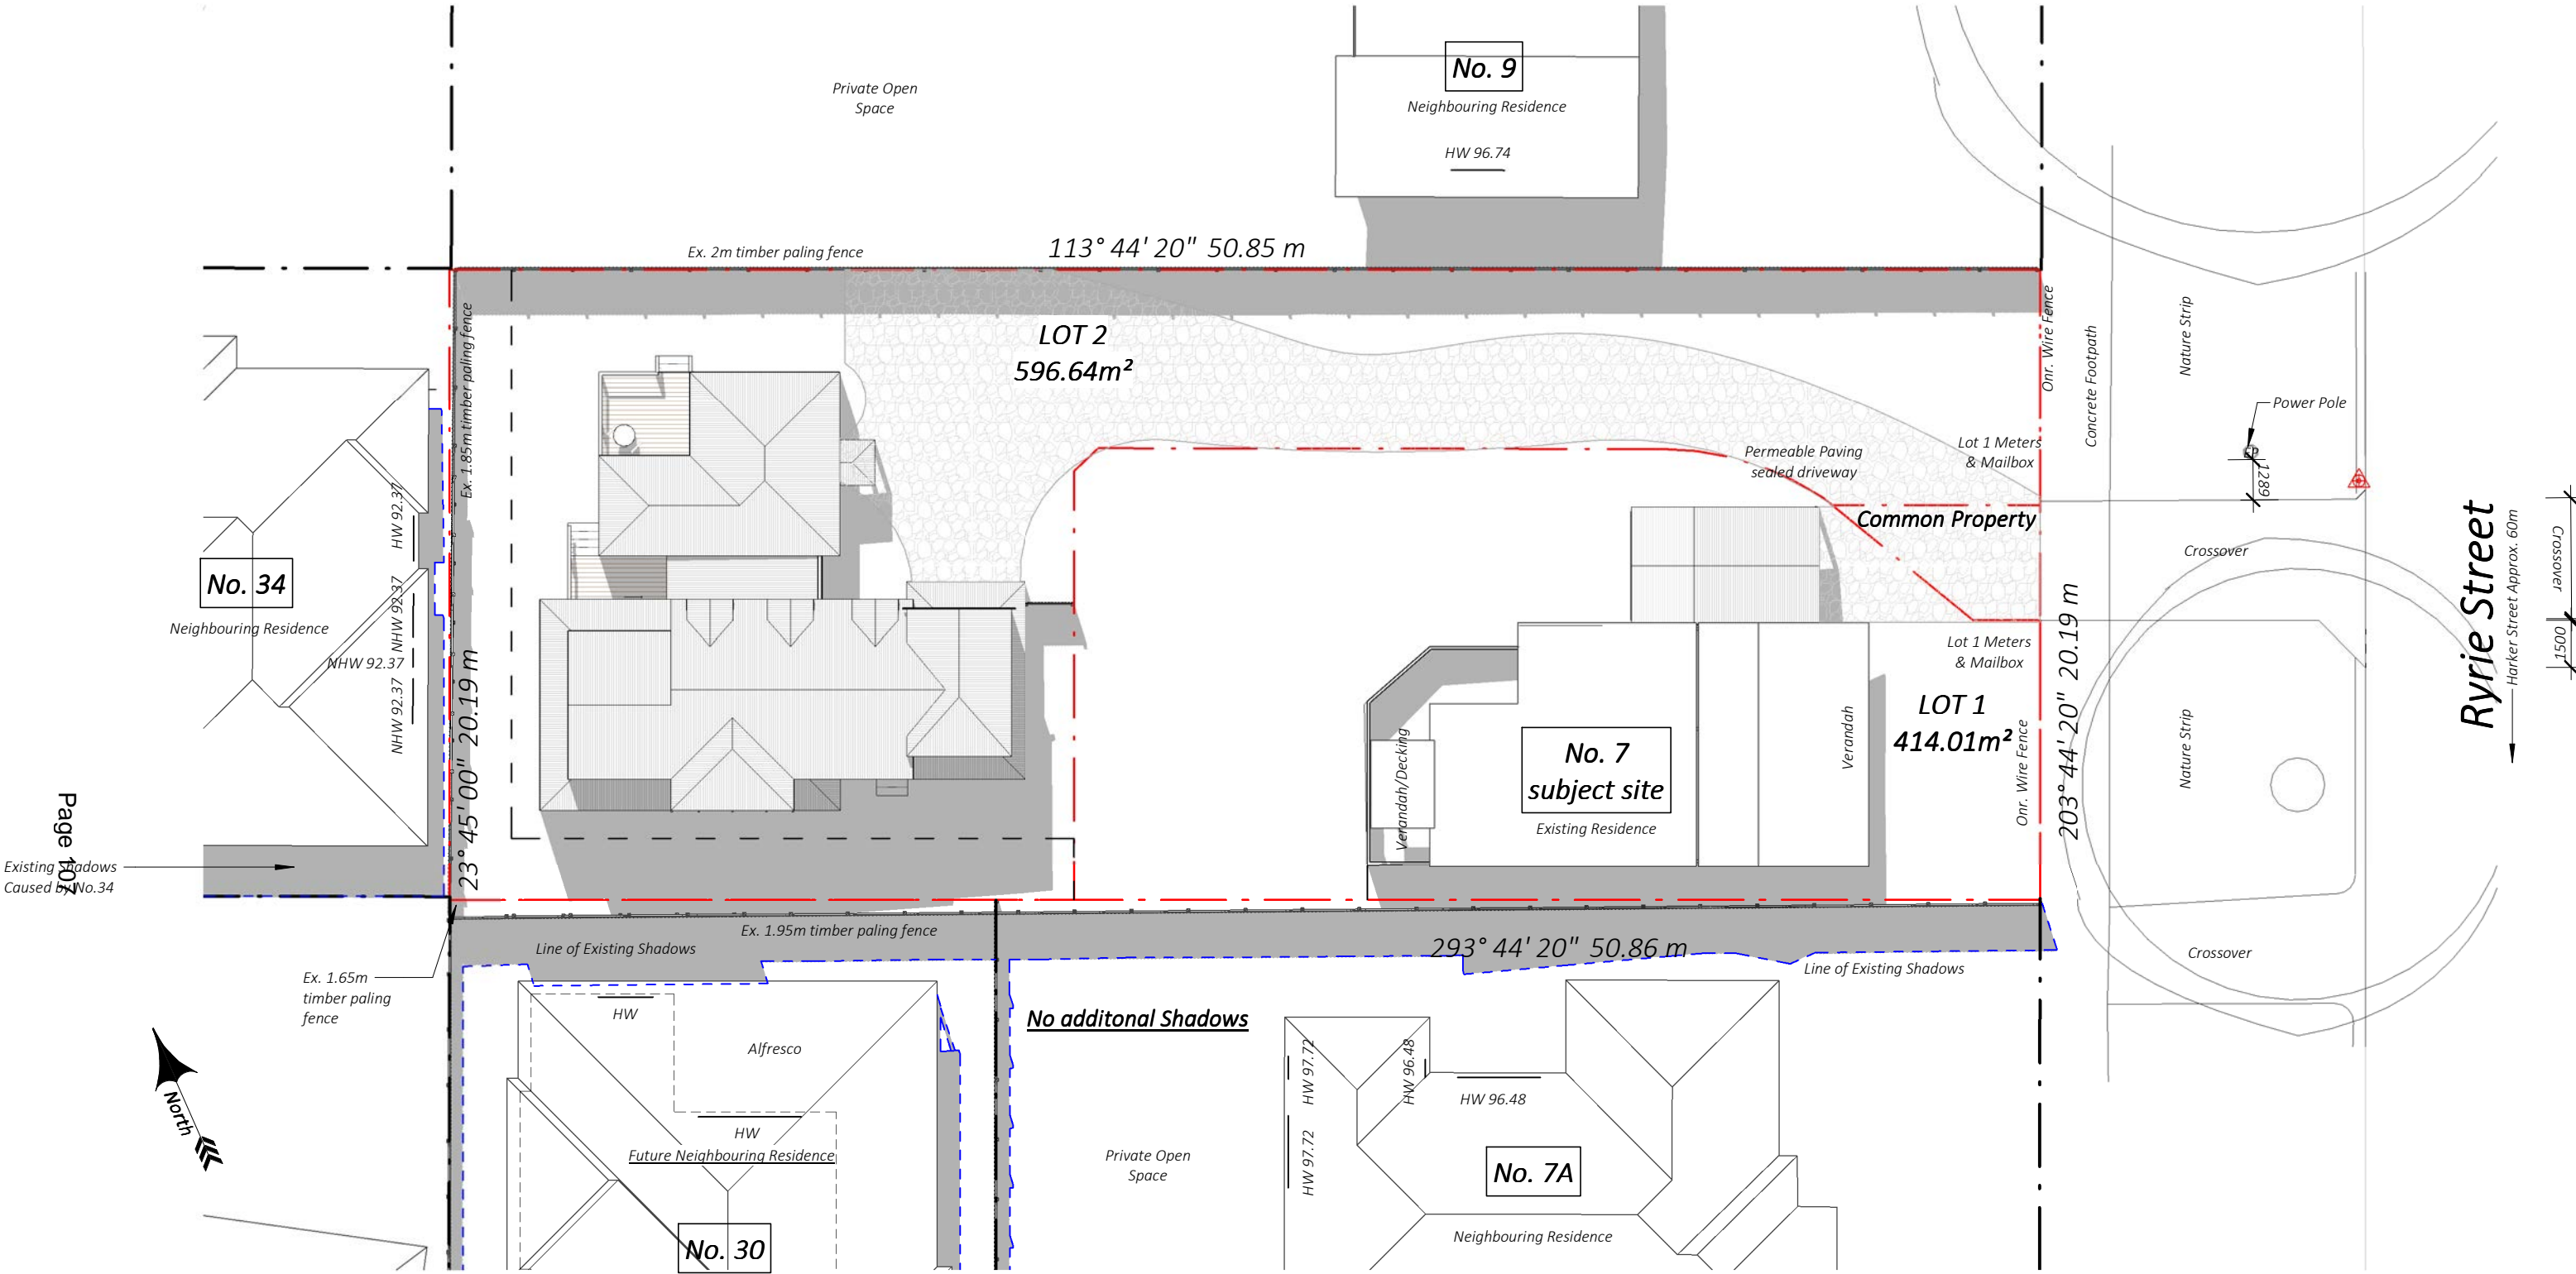 No. 9
Neighbouring Residence
HW 96.74
Private Open
Space
Ex. 2m timber paling fence
113° 44' 20" 50.85 m
Ex. 1.85m timber paling fence
LOT 2
596.64m²
Onr. Wire Fence
Concrete Footpath
Nature Strip
Power Pole
1289
Lot 1 Meters
& Mailbox
Permeable Paving
sealed driveway
Common Property
Crossover
Ryrie Street
Harker Street Approx. 60m
Crossover
1500
No. 34
Neighbouring Residence
HW 92.37
NHW 92.37
NHW 92.37
NHW 92.37
23° 45' 00" 20.19 m
Lot 1 Meters
& Mailbox
LOT 1
414.01m²
203° 44' 20" 20.19 m
Onr. Wire Fence
Nature Strip
Verandah
No. 7
subject site
Existing Residence
Verandah/Decking
Page 107
Existing Shadows
Caused by No.34
Ex. 1.95m timber paling fence
Line of Existing Shadows
293° 44' 20" 50.86 m
Line of Existing Shadows
Crossover
Ex. 1.65m
timber paling
fence
North
HW
Alfresco
HW
Future Neighbouring Residence
No. 30
No additonal Shadows
Private Open
Space
HW 97.72
HW 97.72
HW 96.48
HW 96.48
No. 7A
Neighbouring Residence